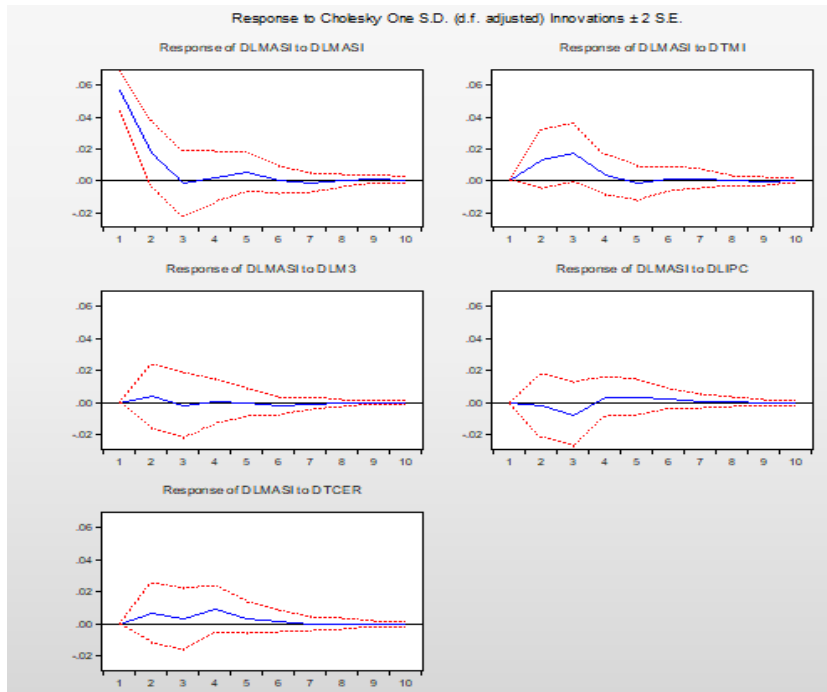 Response to Cholesky One S.D. (d.f. adjusted) Innovations ± 2 S.E.
Response of DLMASI to DLMASI
.06
.04
.02
.00
-.02
1 2 3 4 5 6 7 8 9 10
Response of DLMASI to DTMI
.06
.04
.02
.00
-.02
1 2 3 4 5 6 7 8 9 10
Response of DLMASI to DLM3
.06
.04
.02
.00
-.02
1 2 3 4 5 6 7 8 9 10
Response of DLMASI to DLIPC
.06
.04
.02
.00
-.02
1 2 3 4 5 6 7 8 9 10
Response of DLMASI to DTCER
.06
.04
.02
.00
-.02
1 2 3 4 5 6 7 8 9 10